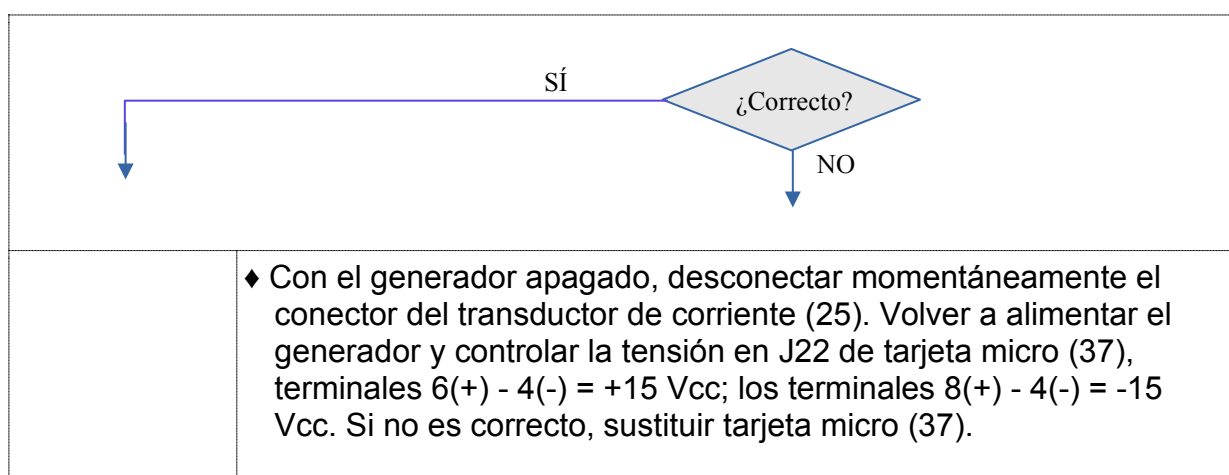 SÍ
¿Correcto?
NO
♦ Con el generador apagado, desconectar momentáneamente el
conector del transductor de corriente (25). Volver a alimentar el
generador y controlar la tensión en J22 de tarjeta micro (37),
terminales 6(+) - 4(-) = +15 Vcc; los terminales 8(+) - 4(-) = -15
Vcc. Si no es correcto, sustituir tarjeta micro (37).